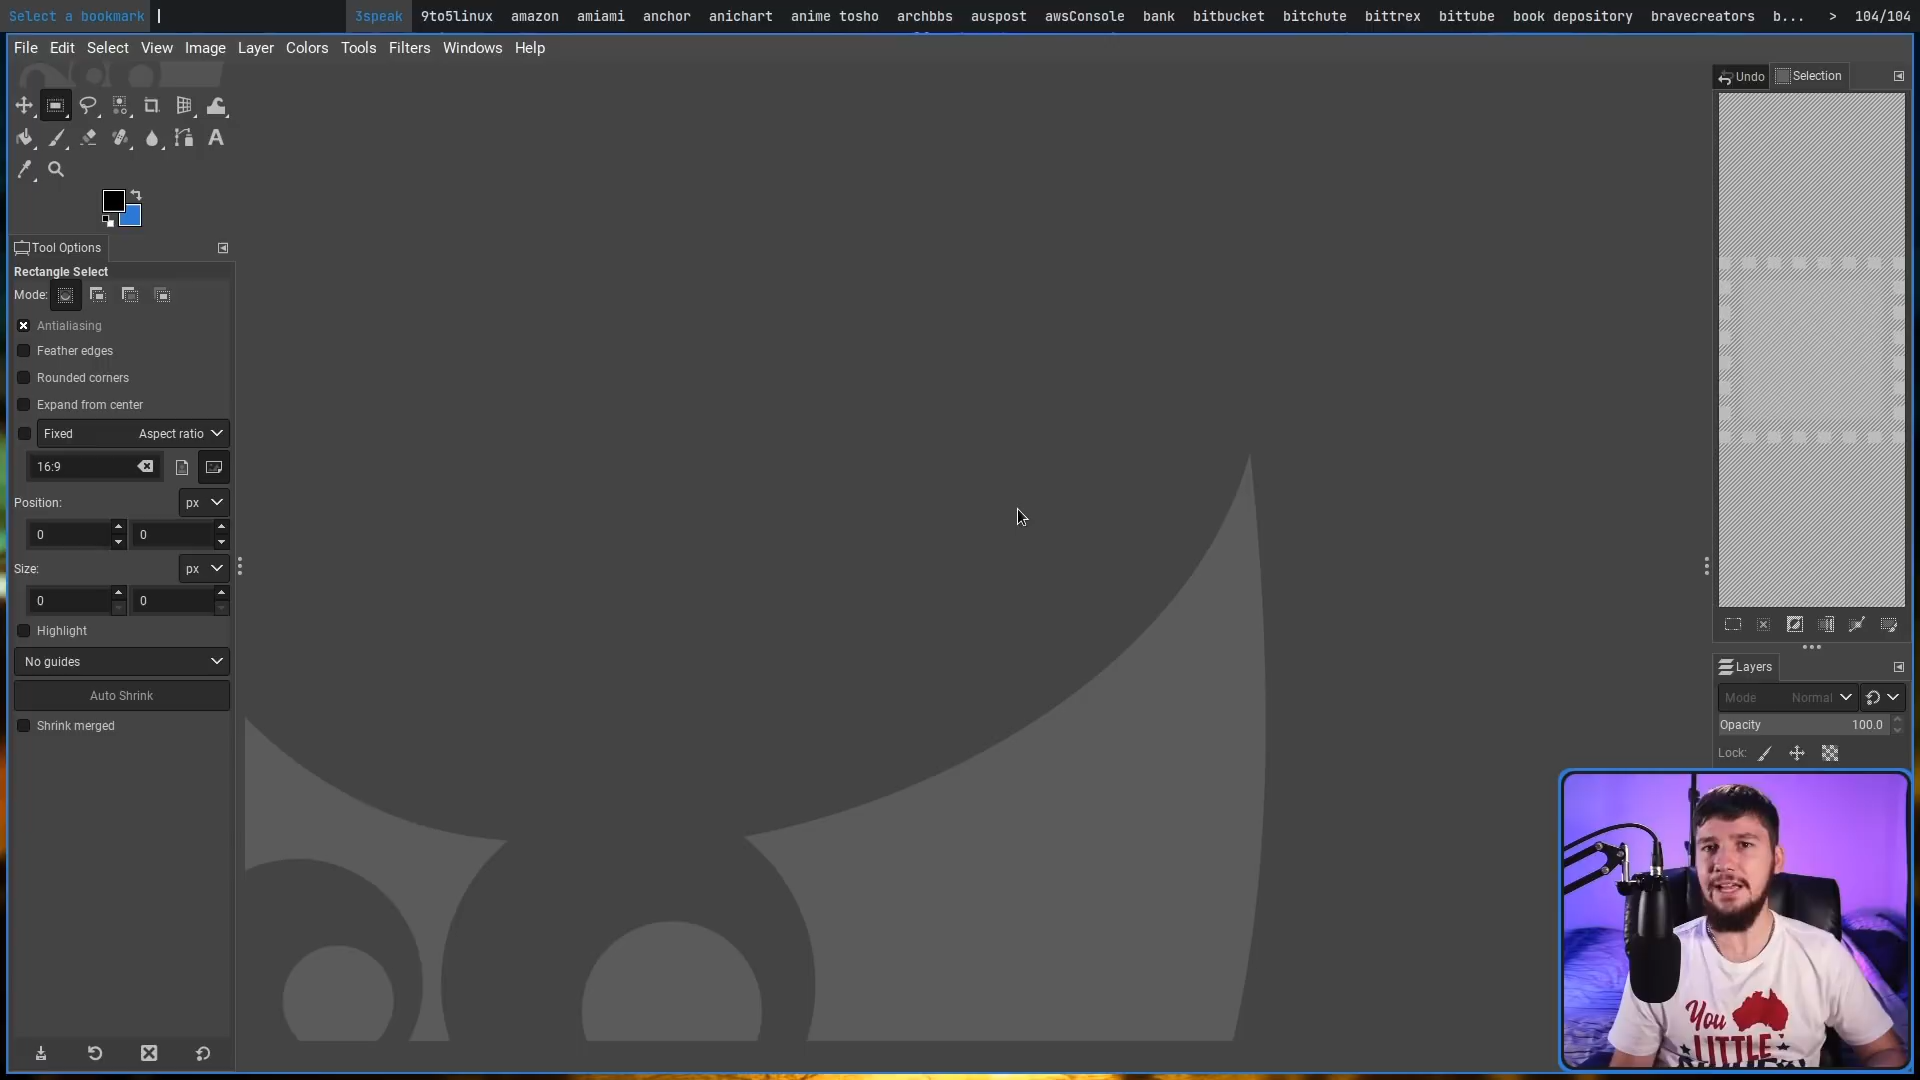 Select a bookmark 3speak 9to5linux amazon amiami anchor anichart anime tosho archbbs auspost awsConsole bank bitbucket bitchute bittrex bittube book depository bravecreators b... > 104/104
File Edit Select View Image Layer Colors Tools Filters Windows Help
Undo Selection
Tool Options
Rectangle Select
Mode:
Antialiasing
Feather edges
Rounded corners
Expand from center
Fixed Aspect ratio
16:9
Position: px
0 0
Size: px
0 0
Highlight
No guides
Auto Shrink
Shrink merged
Layers
Mode Normal
Opacity 100.0
Lock:
You
LITTLE